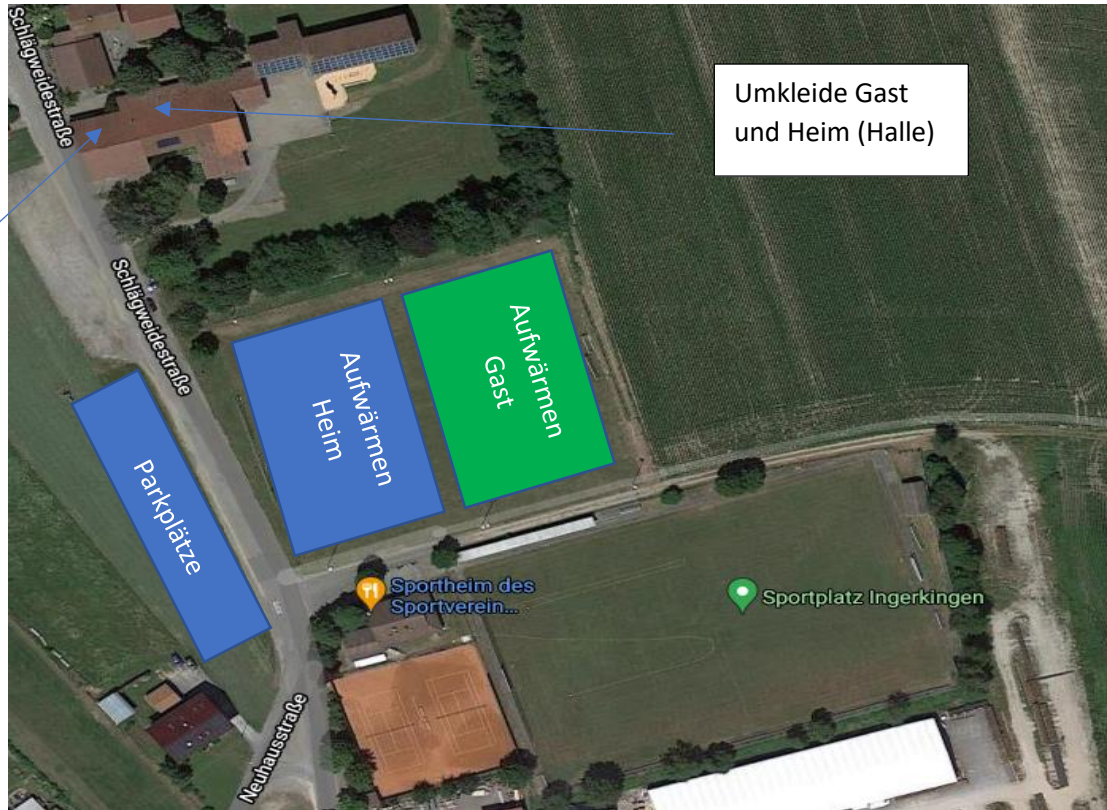 Schlägweidestraße
Umkleide Gast
und Heim (Halle)
Schlägweidestraße
Aufwärmen
Gast
Aufwärmen
Heim
Parkplätze
Sportheim des
Sportverein...
Sportplatz Ingerkingen
Neuhausstraße